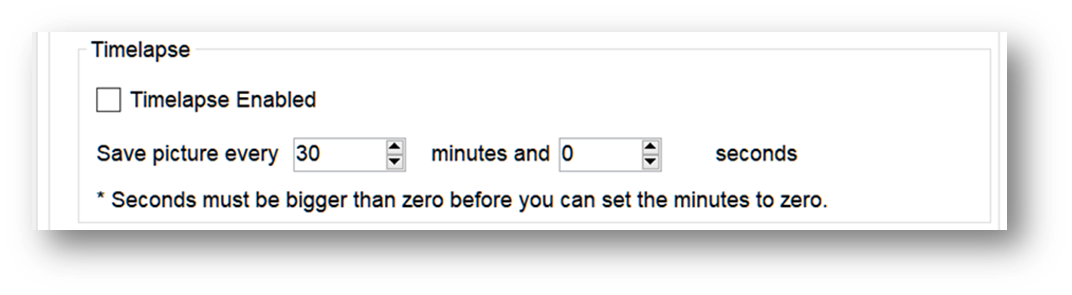 Timelapse
Timelapse Enabled
Save picture every 30 minutes and 0 seconds
* Seconds must be bigger than zero before you can set the minutes to zero.